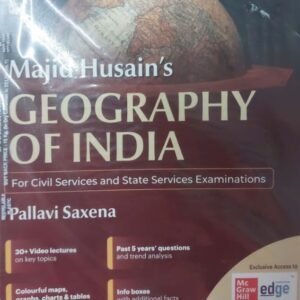 Majid Husain's
GEOGRAPHY
OF INDIA
For Civil Services and State Services Examinations
Pallavi Saxena
30+ Video lectures
on key topics
Past 5 years' questions
and trend analysis
Colourful maps,
graphs, charts & tables
Info boxes
with additional facts
Exclusive Access to
Mc
Graw
Hill
edge